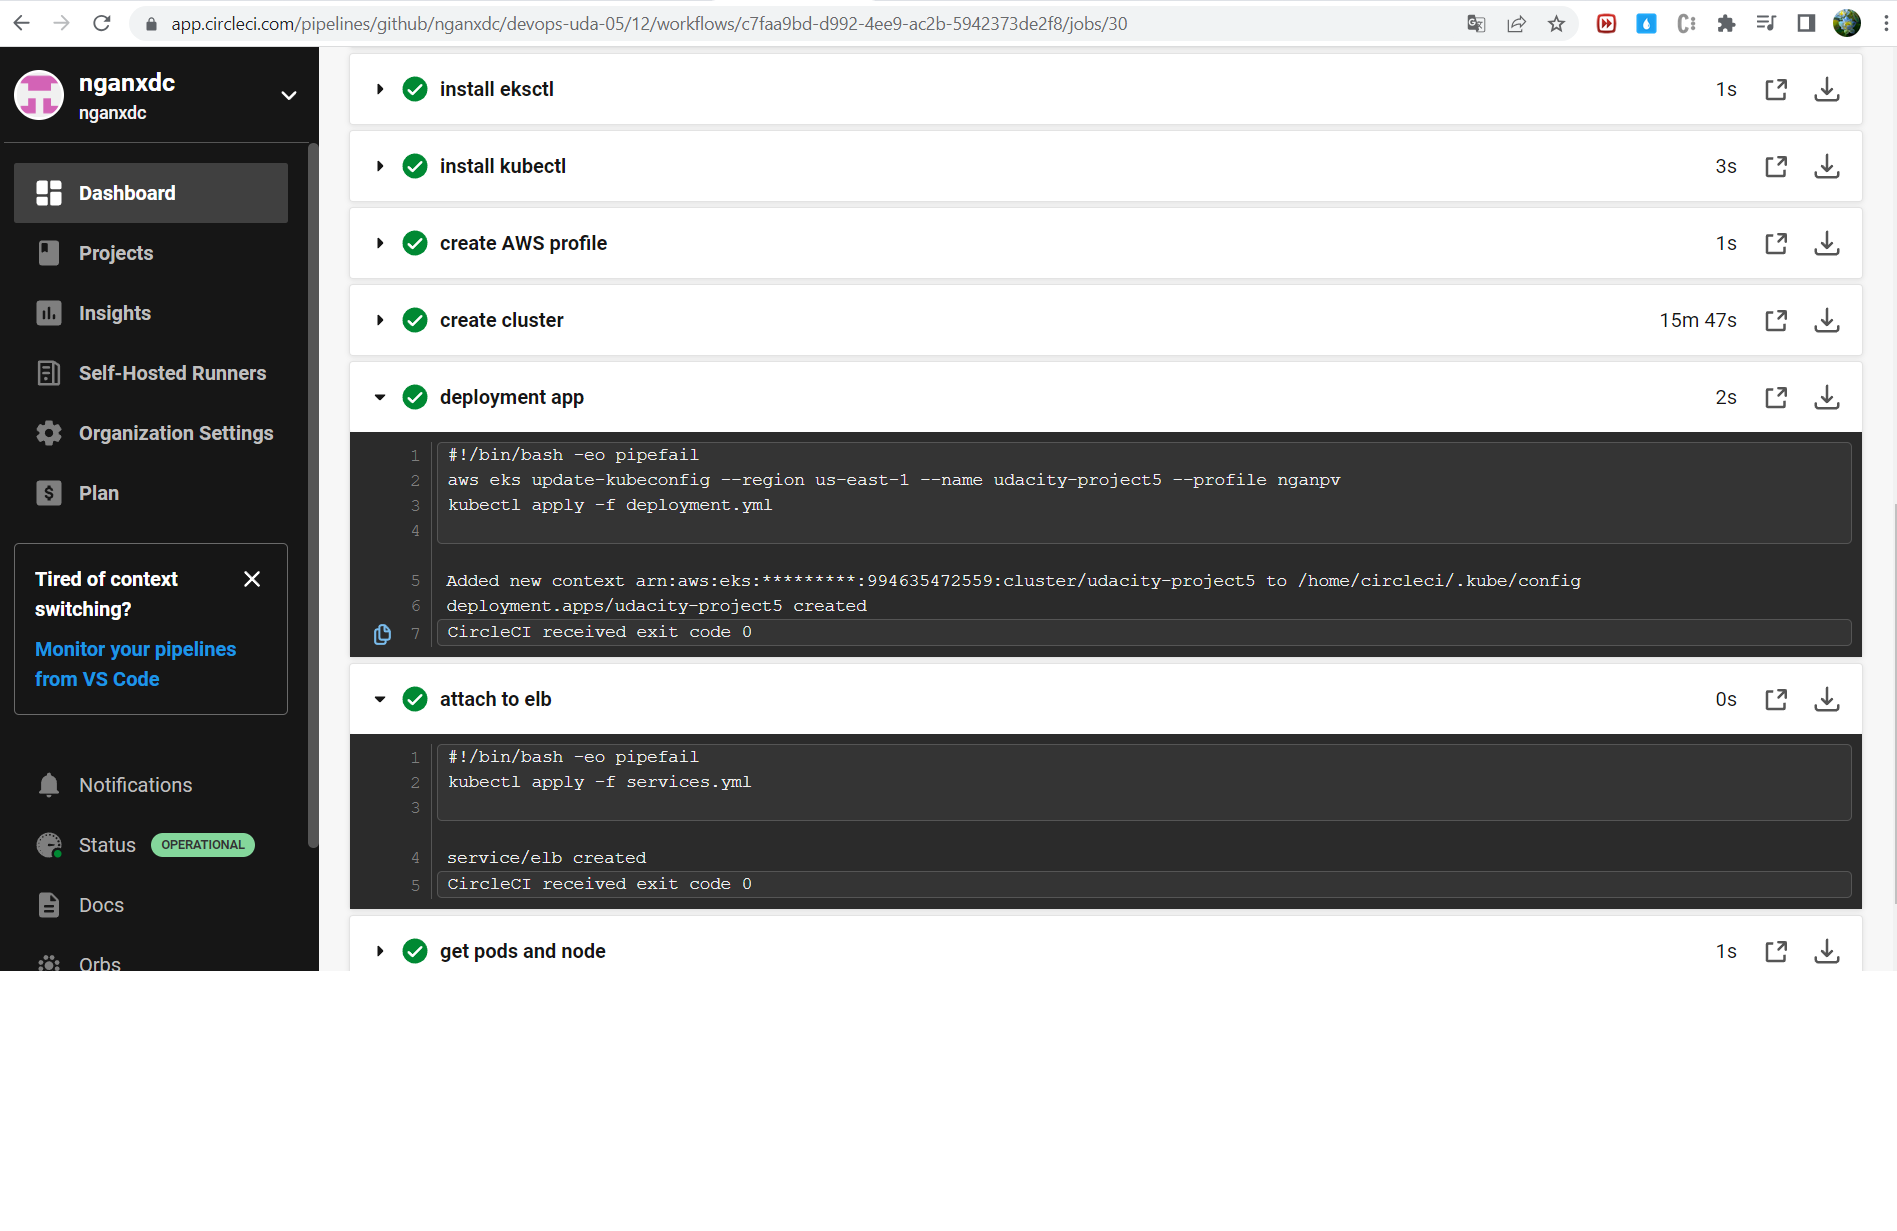 app.circleci.com/pipelines/github/nganxdc/devops-uda-05/12/workflows/c7faa9bd-d992-4ee9-ac2b-5942373de2f8/jobs/30
nganxdc
nganxdc
Dashboard
Projects
Insights
Self-Hosted Runners
Organization Settings
Plan
Tired of context
switching?
Monitor your pipelines
from VS Code
Notifications
Status OPERATIONAL
Docs
Orbs
install eksctl 1s
install kubectl 3s
create AWS profile 1s
create cluster 15m 47s
deployment app 2s
1 #!/bin/bash -eo pipefail
2 aws eks update-kubeconfig --region us-east-1 --name udacity-project5 --profile nganpv
3 kubectl apply -f deployment.yml
4
5 Added new context arn:aws:eks:*********:994635472559:cluster/udacity-project5 to /home/circleci/.kube/config
6 deployment.apps/udacity-project5 created
7 CircleCI received exit code 0
attach to elb 0s
1 #!/bin/bash -eo pipefail
2 kubectl apply -f services.yml
3
4 service/elb created
5 CircleCI received exit code 0
get pods and node 1s